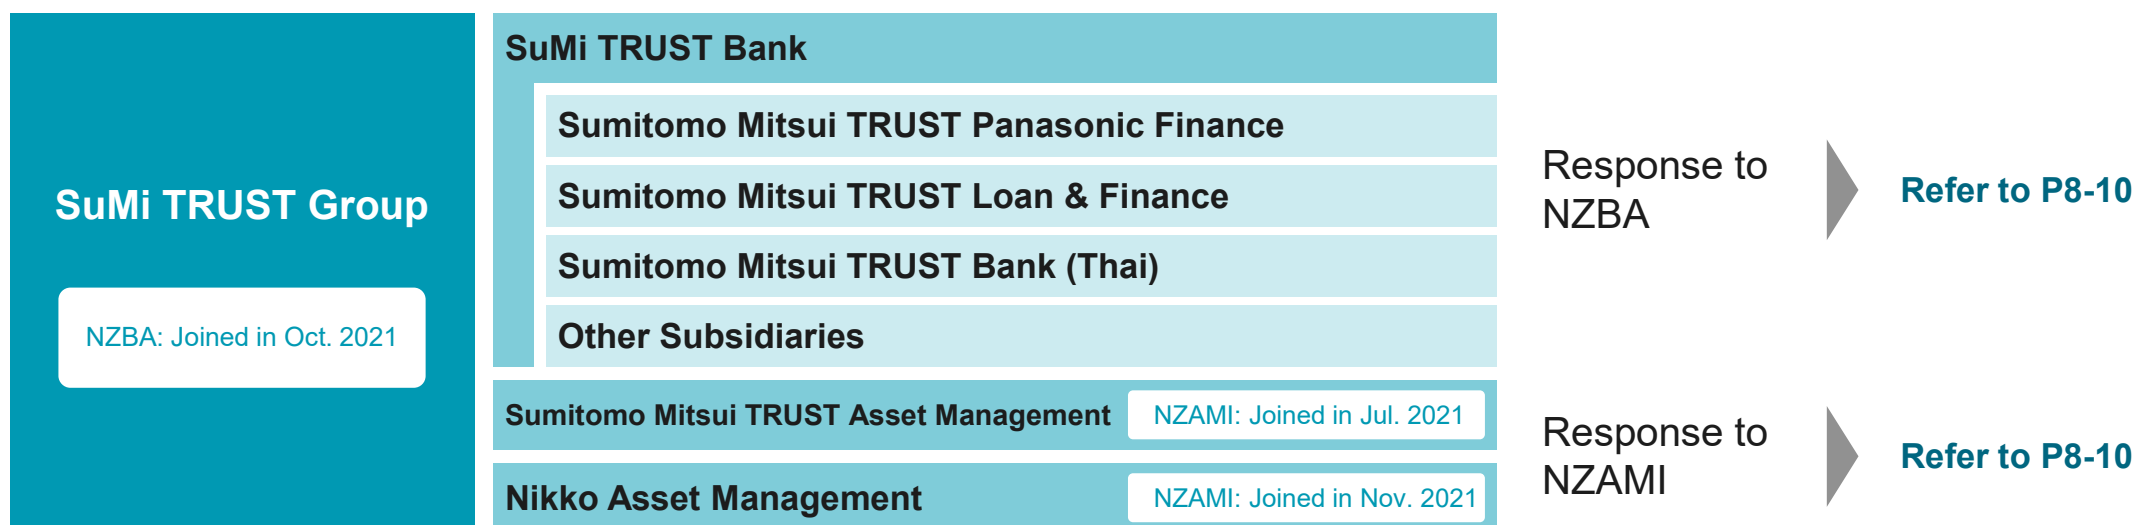 SuMi TRUST Group
NZBA: Joined in Oct. 2021
SuMi TRUST Bank
Sumitomo Mitsui TRUST Panasonic Finance
Sumitomo Mitsui TRUST Loan & Finance
Sumitomo Mitsui TRUST Bank (Thai)
Other Subsidiaries
Response to
NZBA
Refer to P8-10
Sumitomo Mitsui TRUST Asset Management
NZAMI: Joined in Jul. 2021
Nikko Asset Management
NZAMI: Joined in Nov. 2021
Response to
NZAMI
Refer to P8-10